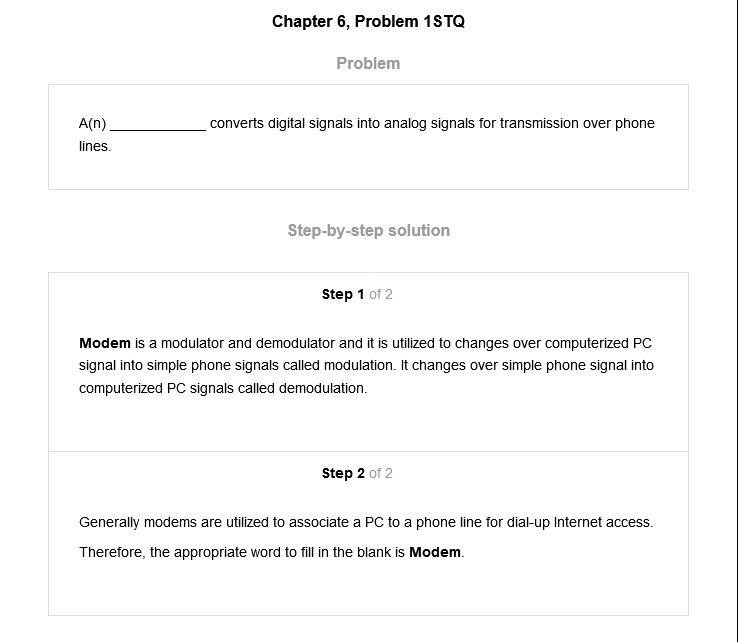 Chapter 6, Problem 1STQ
Problem
A(n) _____________ converts digital signals into analog signals for transmission over phone
lines.
Step-by-step solution
Step 1 of 2
Modem is a modulator and demodulator and it is utilized to changes over computerized PC
signal into simple phone signals called modulation. It changes over simple phone signal into
computerized PC signals called demodulation.
Step 2 of 2
Generally modems are utilized to associate a PC to a phone line for dial-up Internet access.
Therefore, the appropriate word to fill in the blank is Modem.